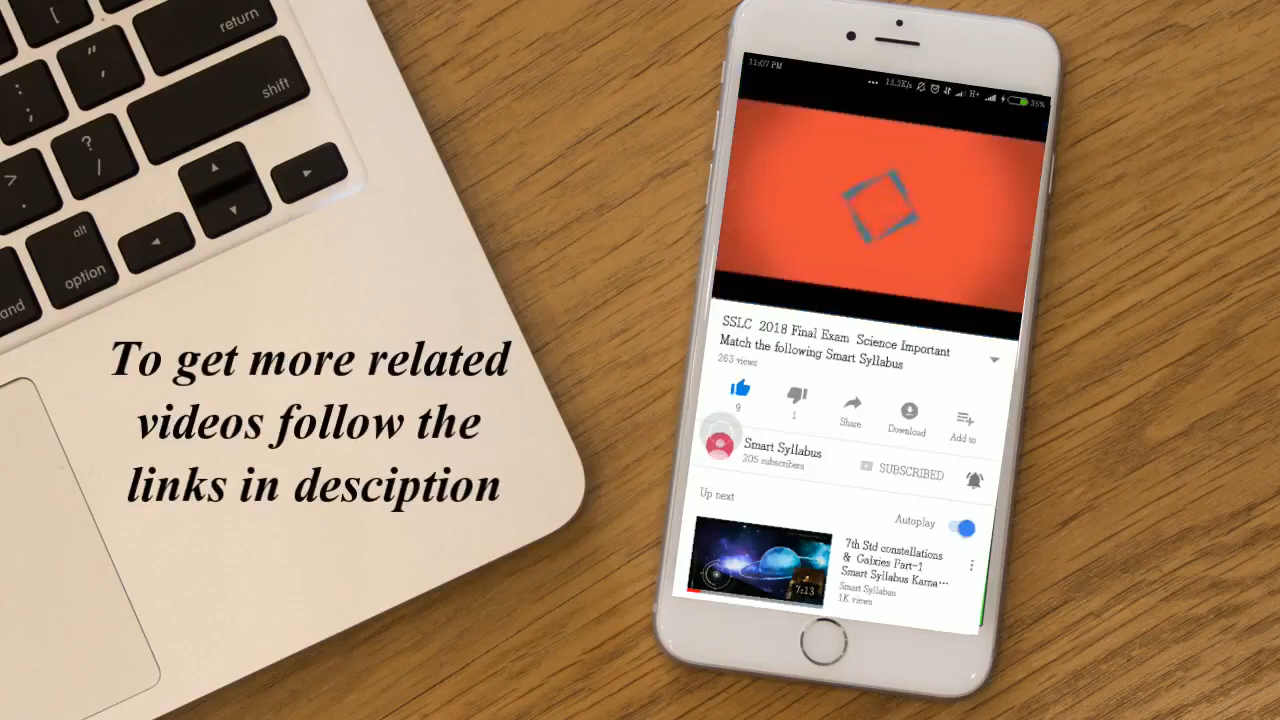 return
shift
alt
option
and
To get more related
videos follow the
links in desciption
11:07 PM
13.2K/s
H+
35%
SSLC 2018 Final Exam Science Important
Match the following Smart Syllabus
263 views
9
1
Share
Download
Add to
Smart Syllabus
205 subscribers
SUBSCRIBED
Up next
Autoplay
7:13
7th Std constellations
& Galxies Part-1
Smart Syllabus Karna...
Smart Syllabus
1K views